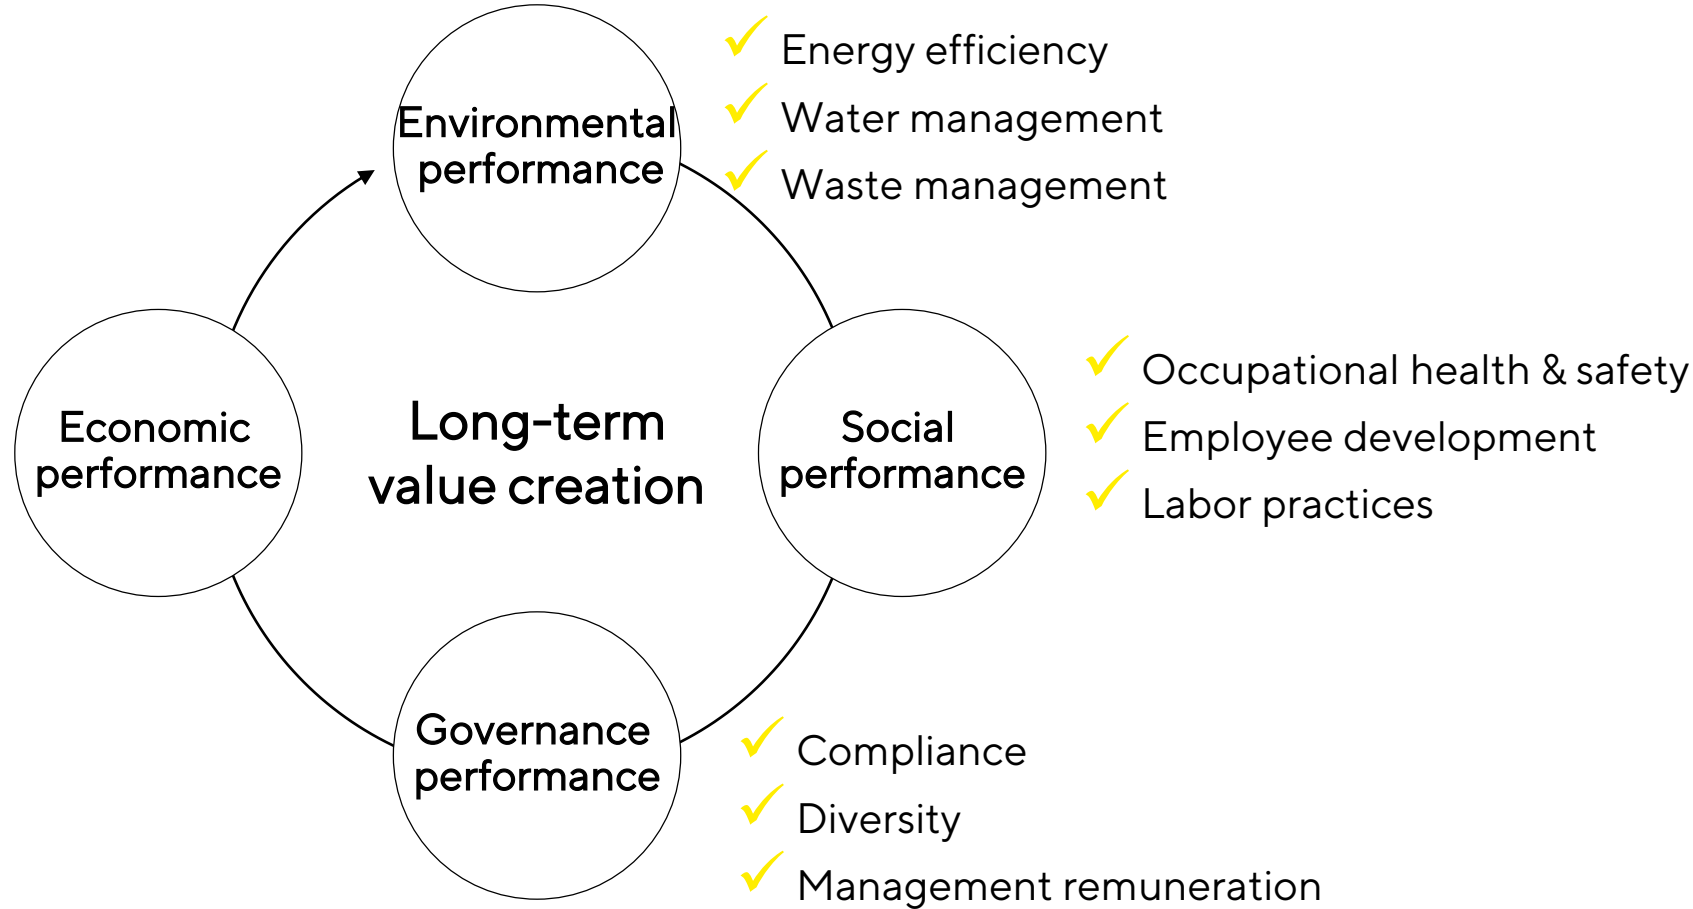 Environmental
performance
Energy efficiency
Water management
Waste management
Economic
performance
Long-term
value creation
Social
performance
Occupational health & safety
Employee development
Labor practices
Governance
performance
Compliance
Diversity
Management remuneration